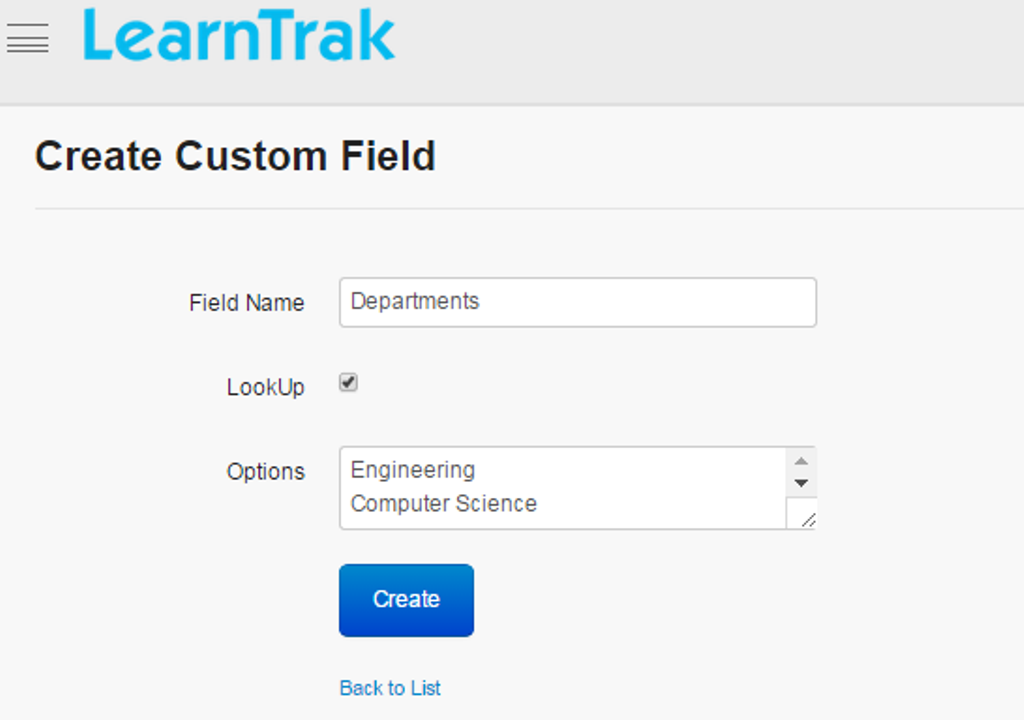 LearnTrak
Create Custom Field
Field Name
Departments
LookUp
Options
Engineering
Computer Science
Create
Back to List